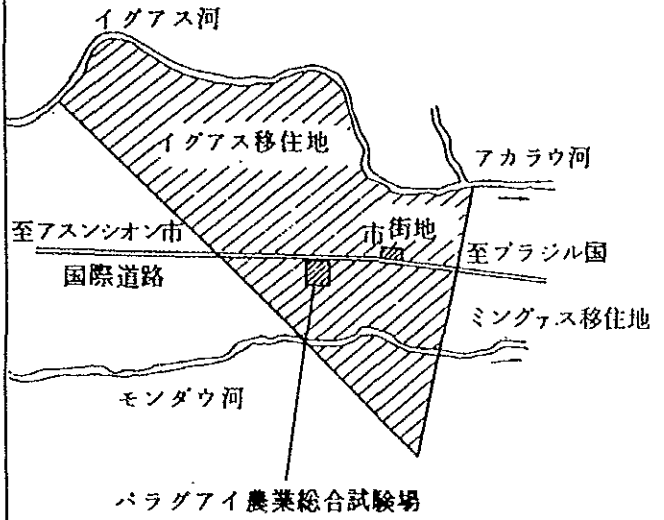 イグアス河
イグアス移住地
アカラウ河
至アスンシオン市
市街地
至ブラジル国
国際道路
ミングァス移住地
モンダウ河
パラグアイ農業総合試験場